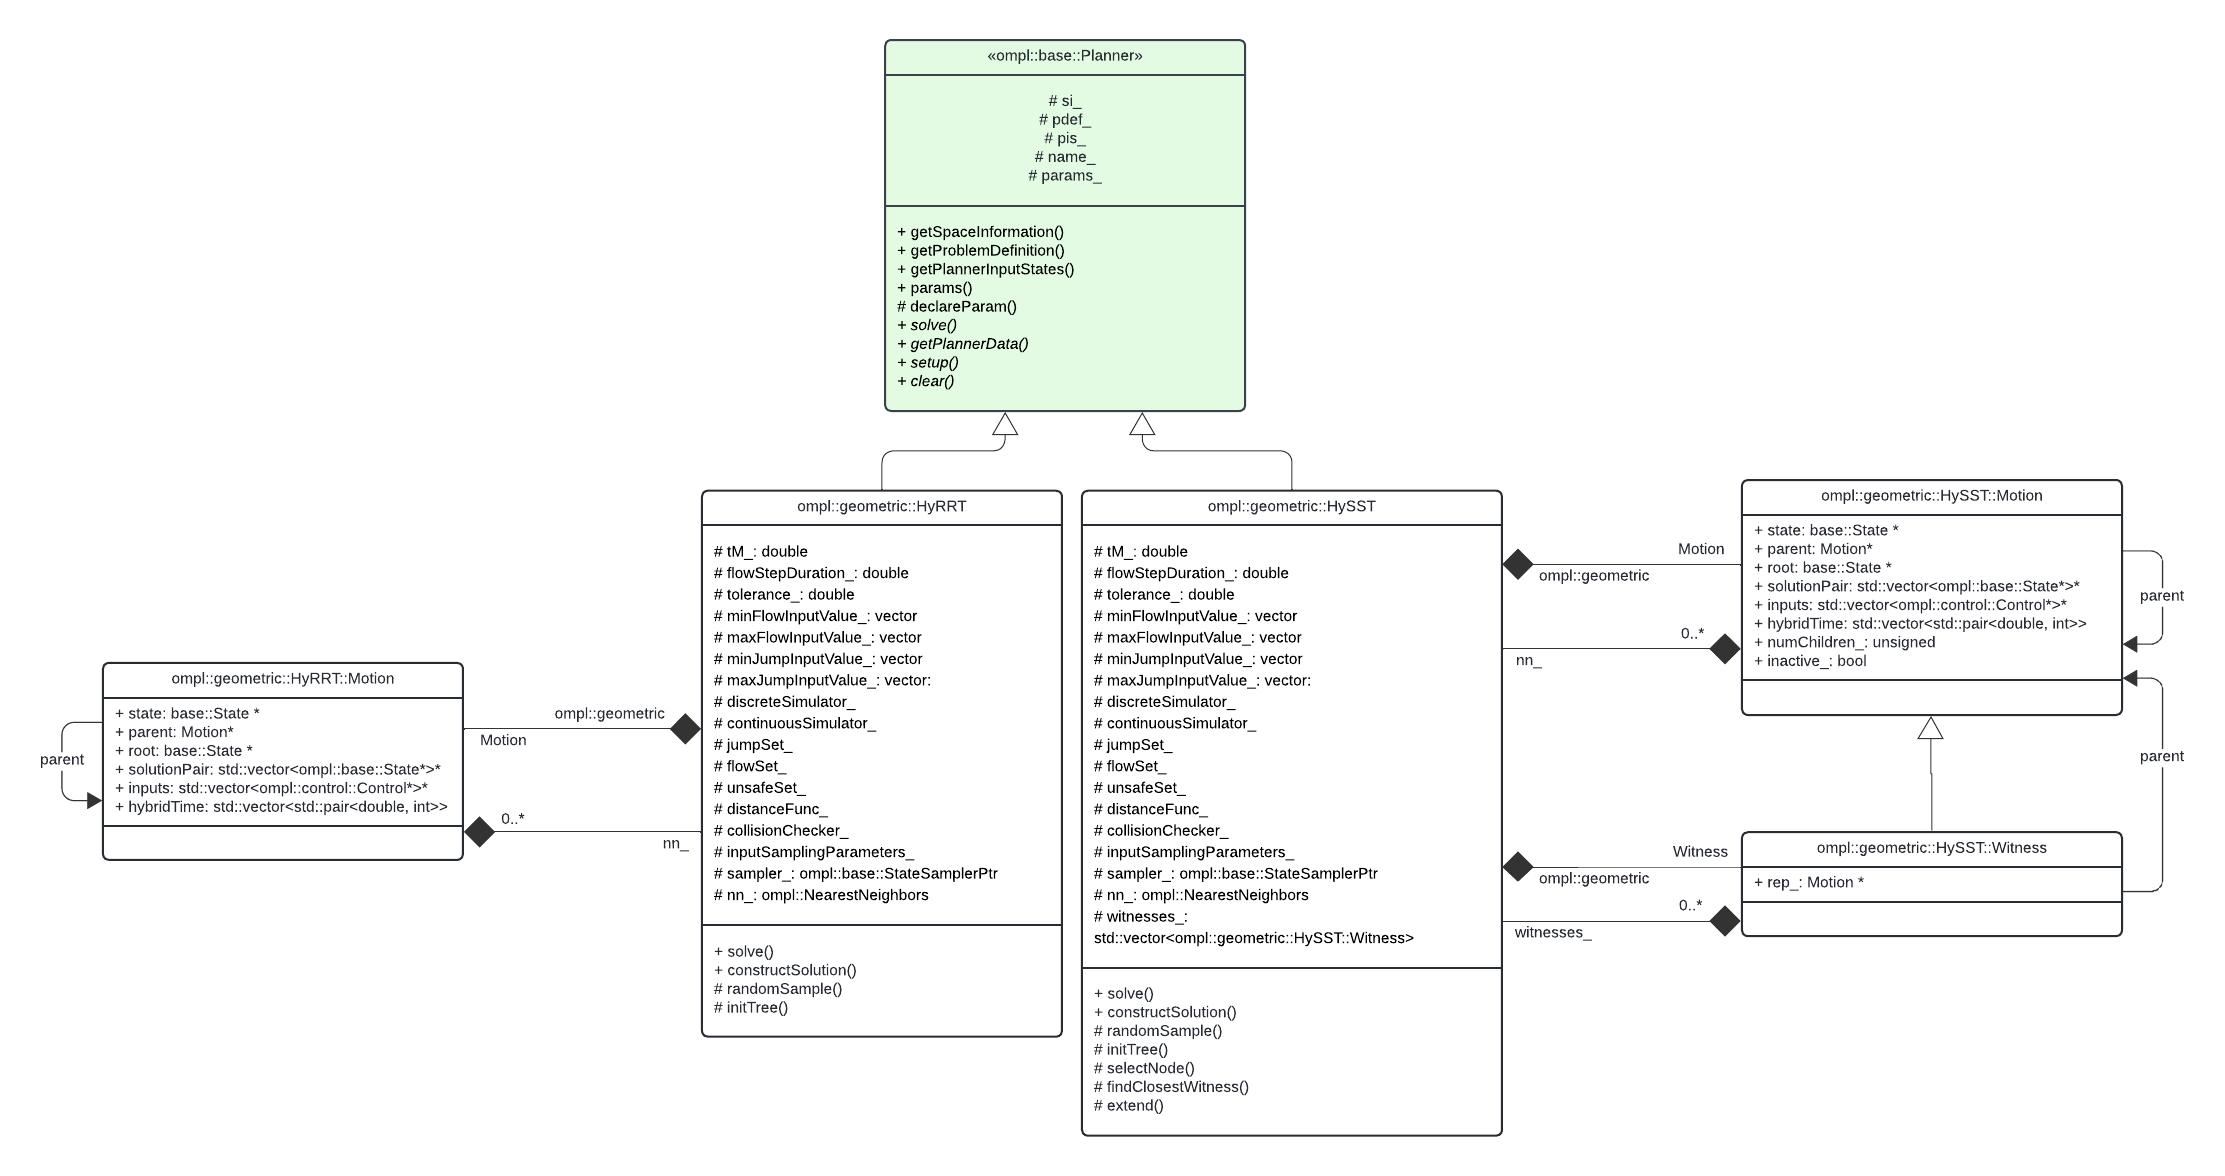 «ompl::base::Planner»
# si_
# pdef_
# pis_
# name_
# params_
+ getSpaceInformation()
+ getProblemDefinition()
+ getPlannerInputStates()
+ params()
# declareParam()
+ solve()
+ getPlannerData()
+ setup()
+ clear()
ompl::geometric::HyRRT::Motion
+ state: base::State *
+ parent: Motion*
+ root: base::State *
+ solutionPair: std::vector<ompl::base::State*>*
+ inputs: std::vector<ompl::control::Control*>*
+ hybridTime: std::vector<std::pair<double, int>>
parent
ompl::geometric
Motion
0..*
nn_
ompl::geometric::HyRRT
# tM_: double
# flowStepDuration_: double
# tolerance_: double
# minFlowInputValue_: vector
# maxFlowInputValue_: vector
# minJumpInputValue_: vector
# maxJumpInputValue_: vector:
# discreteSimulator_
# continuousSimulator_
# jumpSet_
# flowSet_
# unsafeSet_
# distanceFunc_
# collisionChecker_
# inputSamplingParameters_
# sampler_: ompl::base::StateSamplerPtr
# nn_: ompl::NearestNeighbors
+ solve()
+ constructSolution()
# randomSample()
# initTree()
ompl::geometric::HySST
# tM_: double
# flowStepDuration_: double
# tolerance_: double
# minFlowInputValue_: vector
# maxFlowInputValue_: vector
# minJumpInputValue_: vector
# maxJumpInputValue_: vector:
# discreteSimulator_
# continuousSimulator_
# jumpSet_
# flowSet_
# unsafeSet_
# distanceFunc_
# collisionChecker_
# inputSamplingParameters_
# sampler_: ompl::base::StateSamplerPtr
# nn_: ompl::NearestNeighbors
# witnesses_:
std::vector<ompl::geometric::HySST::Witness>
+ solve()
+ constructSolution()
# randomSample()
# initTree()
# selectNode()
# findClosestWitness()
# extend()
Motion
ompl::geometric
0..*
nn_
Witness
ompl::geometric
0..*
witnesses_
ompl::geometric::HySST::Motion
+ state: base::State *
+ parent: Motion*
+ root: base::State *
+ solutionPair: std::vector<ompl::base::State*>*
+ inputs: std::vector<ompl::control::Control*>*
+ hybridTime: std::vector<std::pair<double, int>>
+ numChildren_: unsigned
+ inactive_: bool
parent
parent
ompl::geometric::HySST::Witness
+ rep_: Motion *